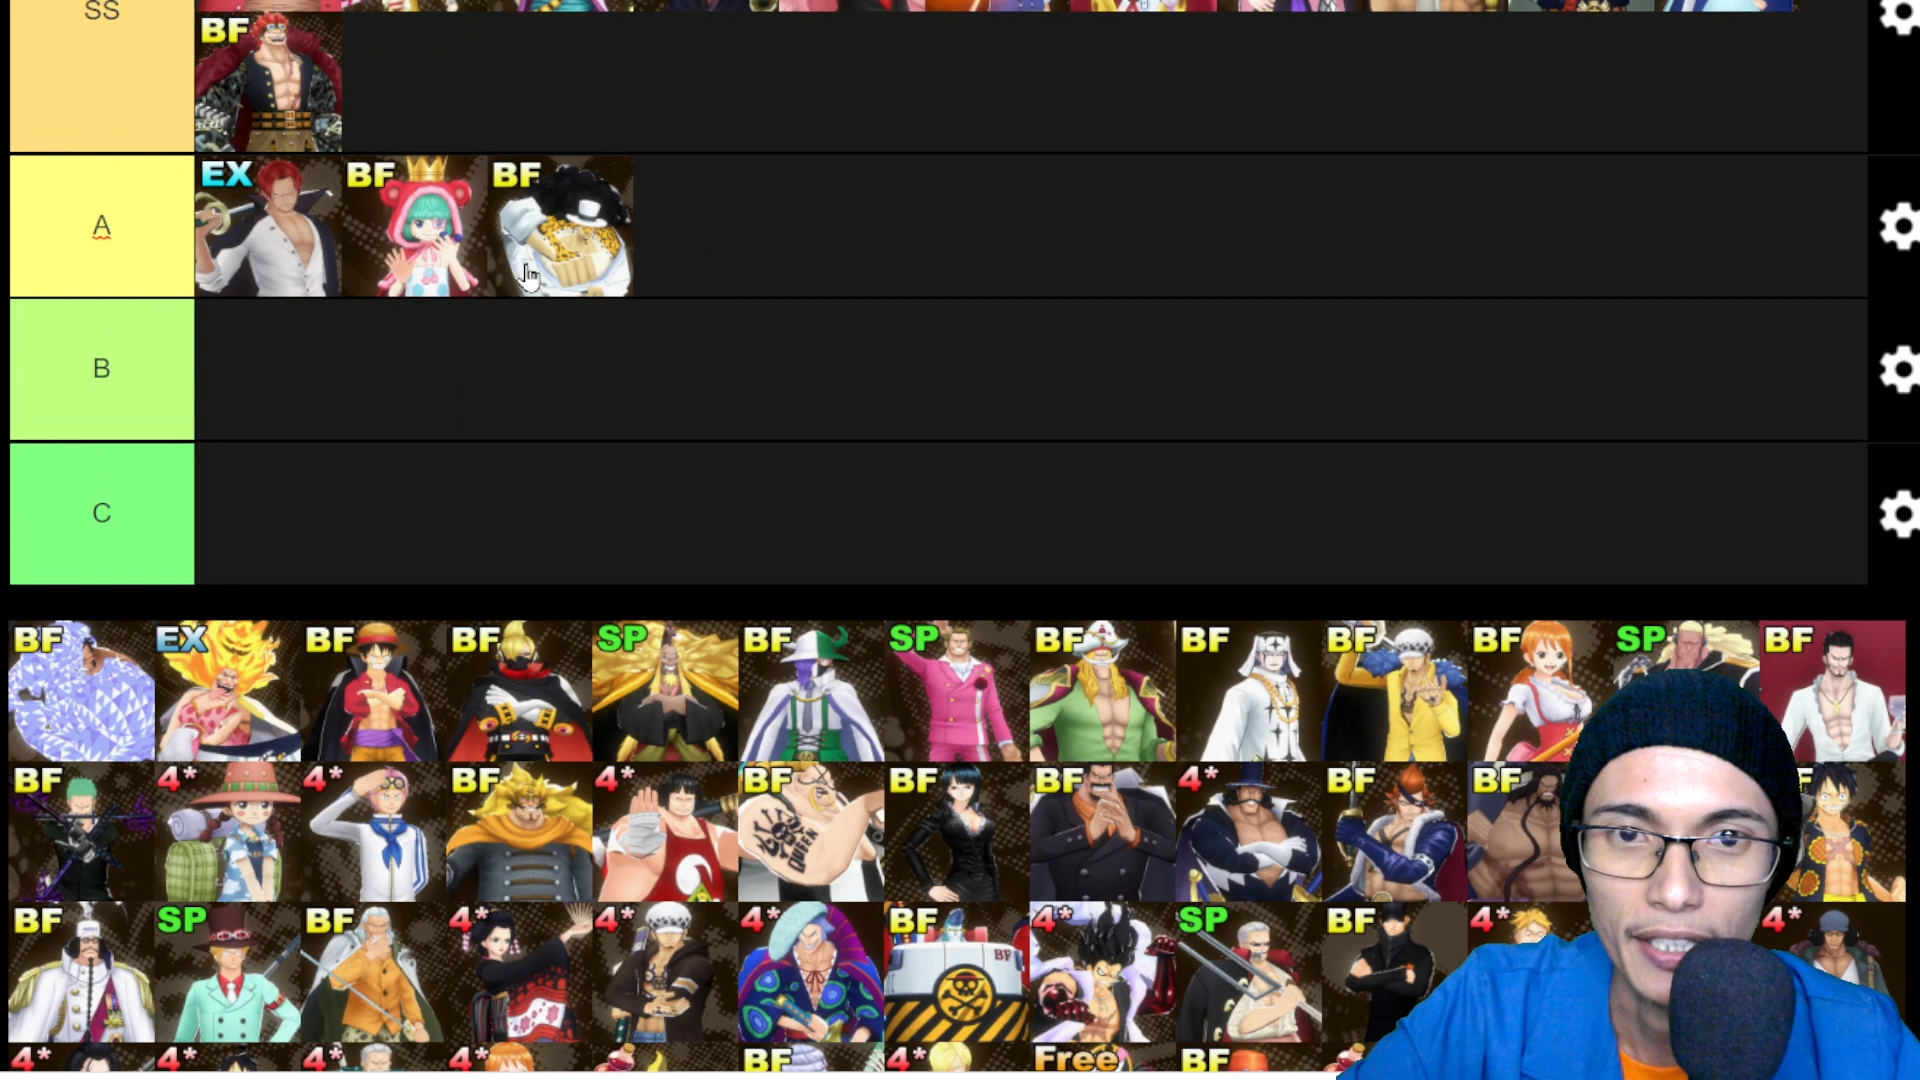 SS
BF
A
EX BF BF
B
C
BF EX BF BF SP BF SP BF BF BF BF SP BF
BF 4* 4* BF 4* BF QUEEN BF BF 4* BF BF
BF SP BF 4* 4* 4* BF BF 4* SP BF 4* 4*
4* 4* 4* 4* BF 4* Free BF